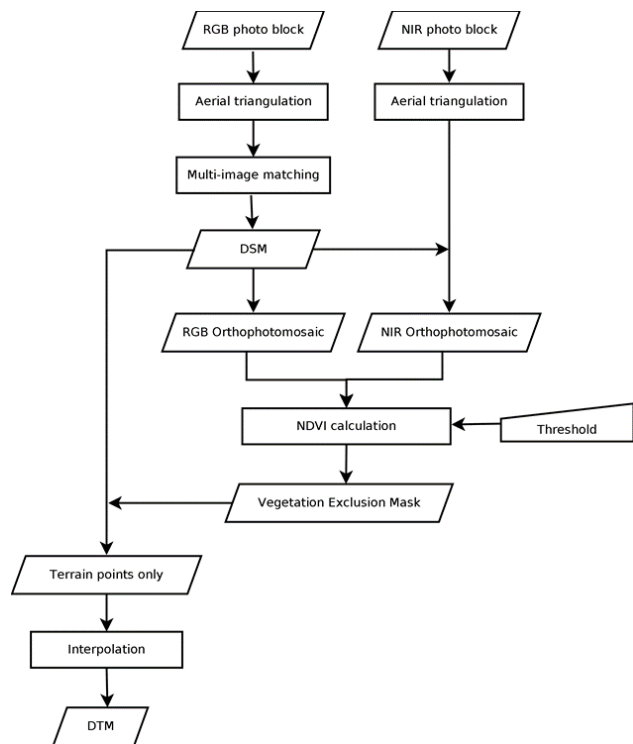 RGB photo block
NIR photo block
Aerial triangulation
Aerial triangulation
Multi-image matching
DSM
RGB Orthophotomosaic
NIR Orthophotomosaic
NDVI calculation
Threshold
Vegetation Exclusion Mask
Terrain points only
Interpolation
DTM